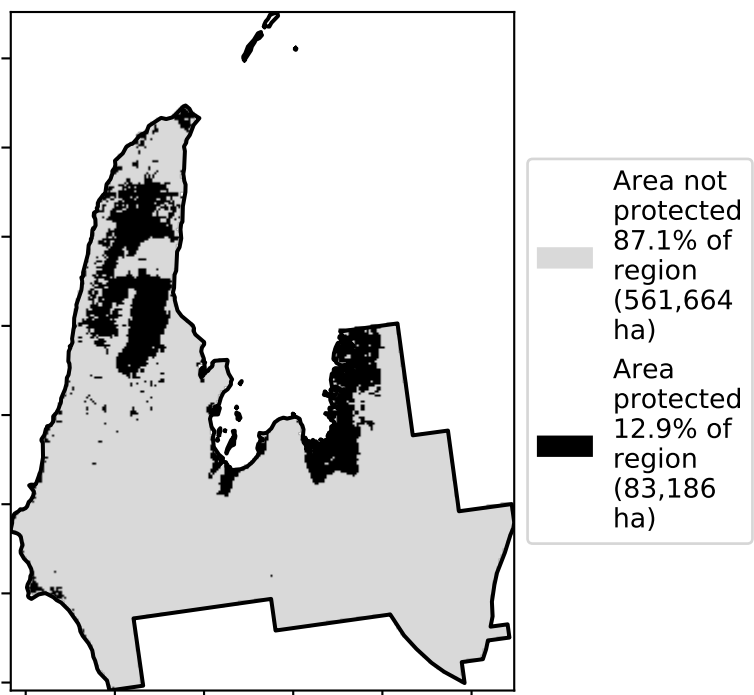 Area not
protected
87.1% of
region
(561,664
ha)
Area
protected
12.9% of
region
(83,186
ha)